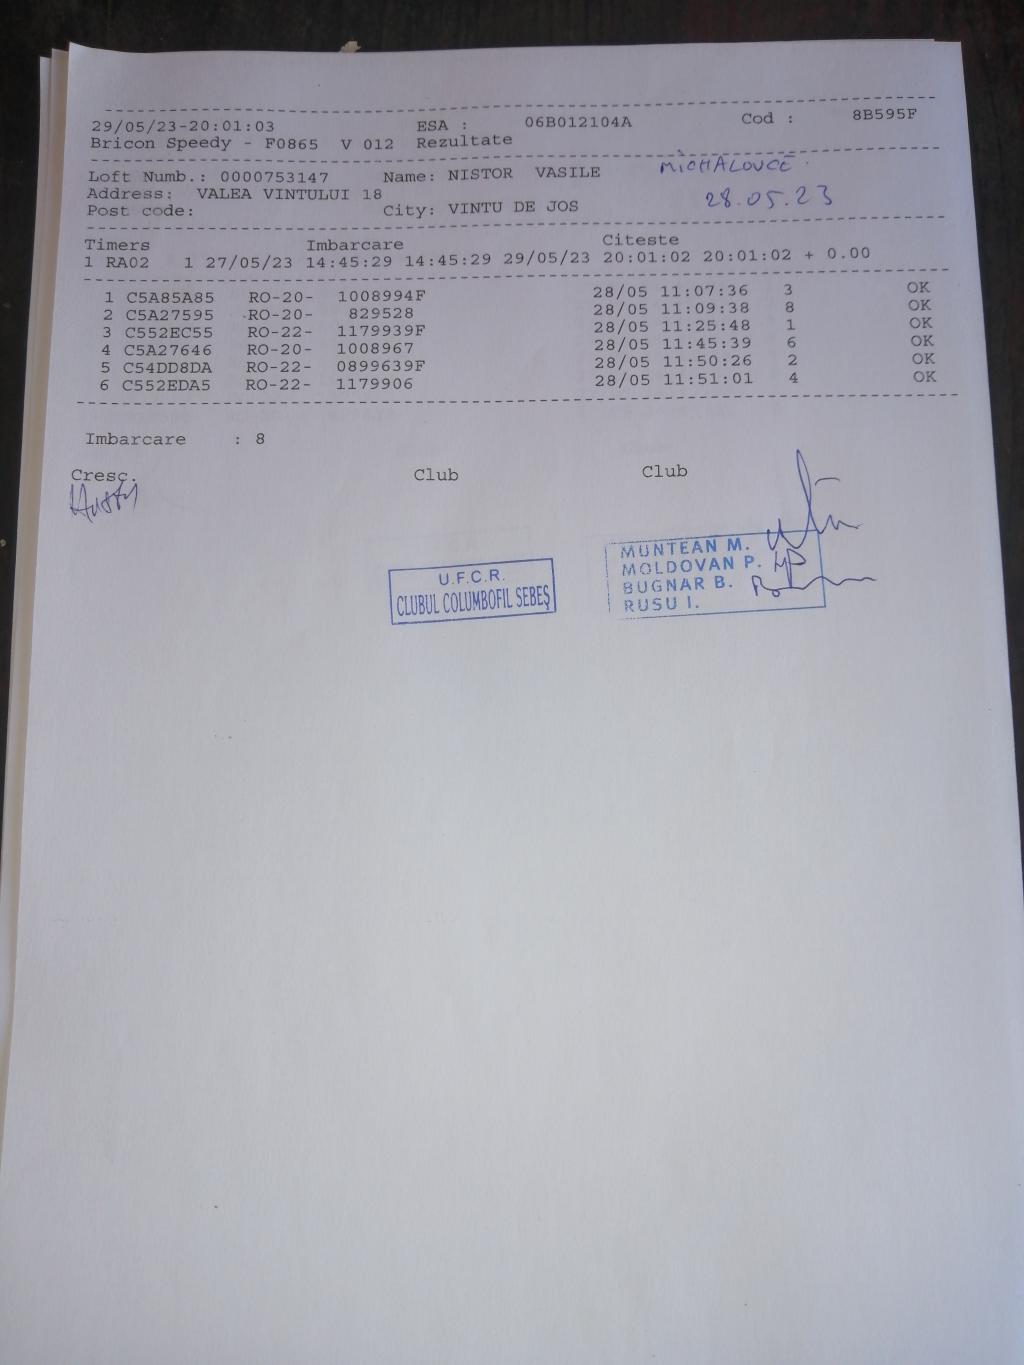 29/05/23-20:01:03 ESA : 06B012104A Cod : 8B595F
Bricon Speedy - F0865 V 012 Rezultate
Loft Numb.: 0000753147 Name: NISTOR VASILE MICHALOVCE
Address: VALEA VINTULUI 18 28.05.23
Post code: City: VINTU DE JOS
Timers Imbarcare Citeste
1 RA02 1 27/05/23 14:45:29 14:45:29 29/05/23 20:01:02 20:01:02 + 0.00
1 C5A85A85 RO-20- 1008994F 28/05 11:07:36 3 OK
2 C5A27595 RO-20- 829528 28/05 11:09:38 8 OK
3 C552EC55 RO-22- 1179939F 28/05 11:25:48 1 OK
4 C5A27646 RO-20- 1008967 28/05 11:45:39 6 OK
5 C54DD8DA RO-22- 0899639F 28/05 11:50:26 2 OK
6 C552EDA5 RO-22- 1179906 28/05 11:51:01 4 OK
Imbarcare : 8
Cresc. Club Club
U.F.C.R.
CLUBUL COLUMBOFIL SEBEŞ
MUNTEAN M.
MOLDOVAN P.
BUGNAR B.
RUSU I.